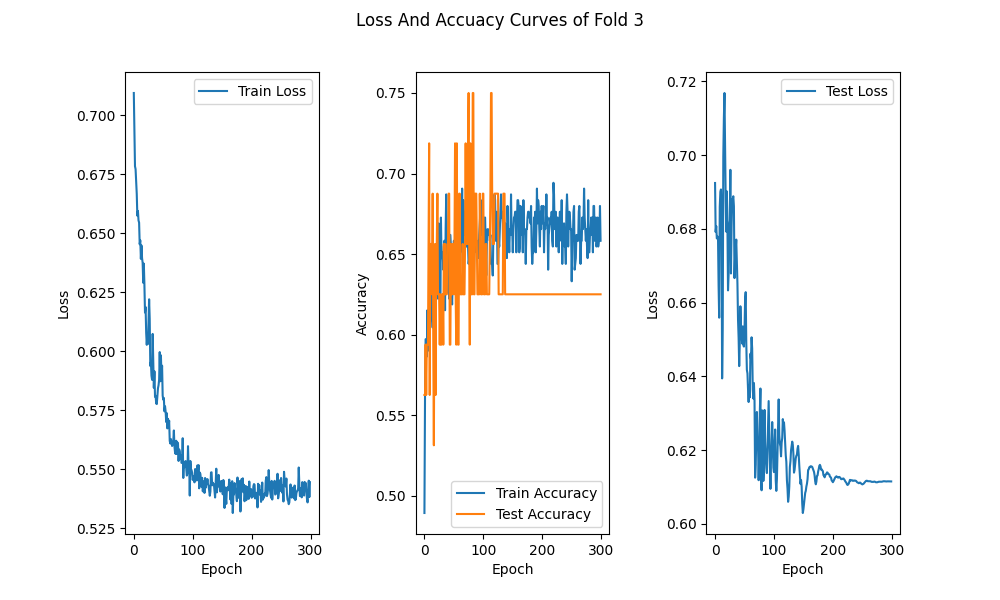 Loss And Accuacy Curves of Fold 3
Train Loss
0.700
0.675
0.650
0.625
0.600
0.575
0.550
0.525
Loss
0 100 200 300
Epoch
0.75
0.70
0.65
0.60
0.55
0.50
Accuracy
Train Accuracy
Test Accuracy
0 100 200 300
Epoch
Test Loss
0.72
0.70
0.68
0.66
0.64
0.62
0.60
Loss
0 100 200 300
Epoch